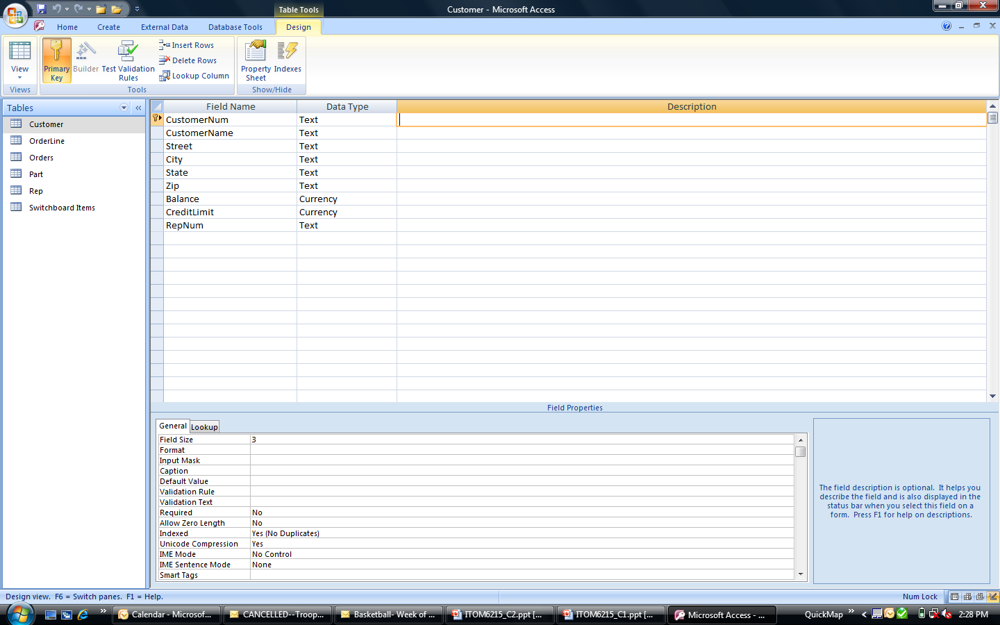 Table Tools
Customer - Microsoft Access
Home
Create
External Data
Database Tools
Design
View
Primary
Key
Builder
Test Validation
Rules
Insert Rows
Delete Rows
Lookup Column
Property
Sheet
Indexes
Views
Tools
Show/Hide
Tables
Customer
OrderLine
Orders
Part
Rep
Switchboard Items
Field Name Data Type Description
CustomerNum Text
CustomerName Text
Street Text
City Text
State Text
Zip Text
Balance Currency
CreditLimit Currency
RepNum Text
Field Properties
General Lookup
Field Size 3
Format
Input Mask
Caption
Default Value
Validation Rule
Validation Text
Required No
Allow Zero Length No
Indexed Yes (No Duplicates)
Unicode Compression Yes
IME Mode No Control
IME Sentence Mode None
Smart Tags
The field description is optional. It helps you
describe the field and is also displayed in the
status bar when you select this field on a
form. Press F1 for help on descriptions.
Design view. F6 = Switch panes. F1 = Help.
Num Lock
Calendar - Microsof...
CANCELLED--Troop...
Basketball- Week of ...
ITOM6215_C2.ppt [...
ITOM6215_C1.ppt [...
Microsoft Access - ...
QuickMap
2:28 PM